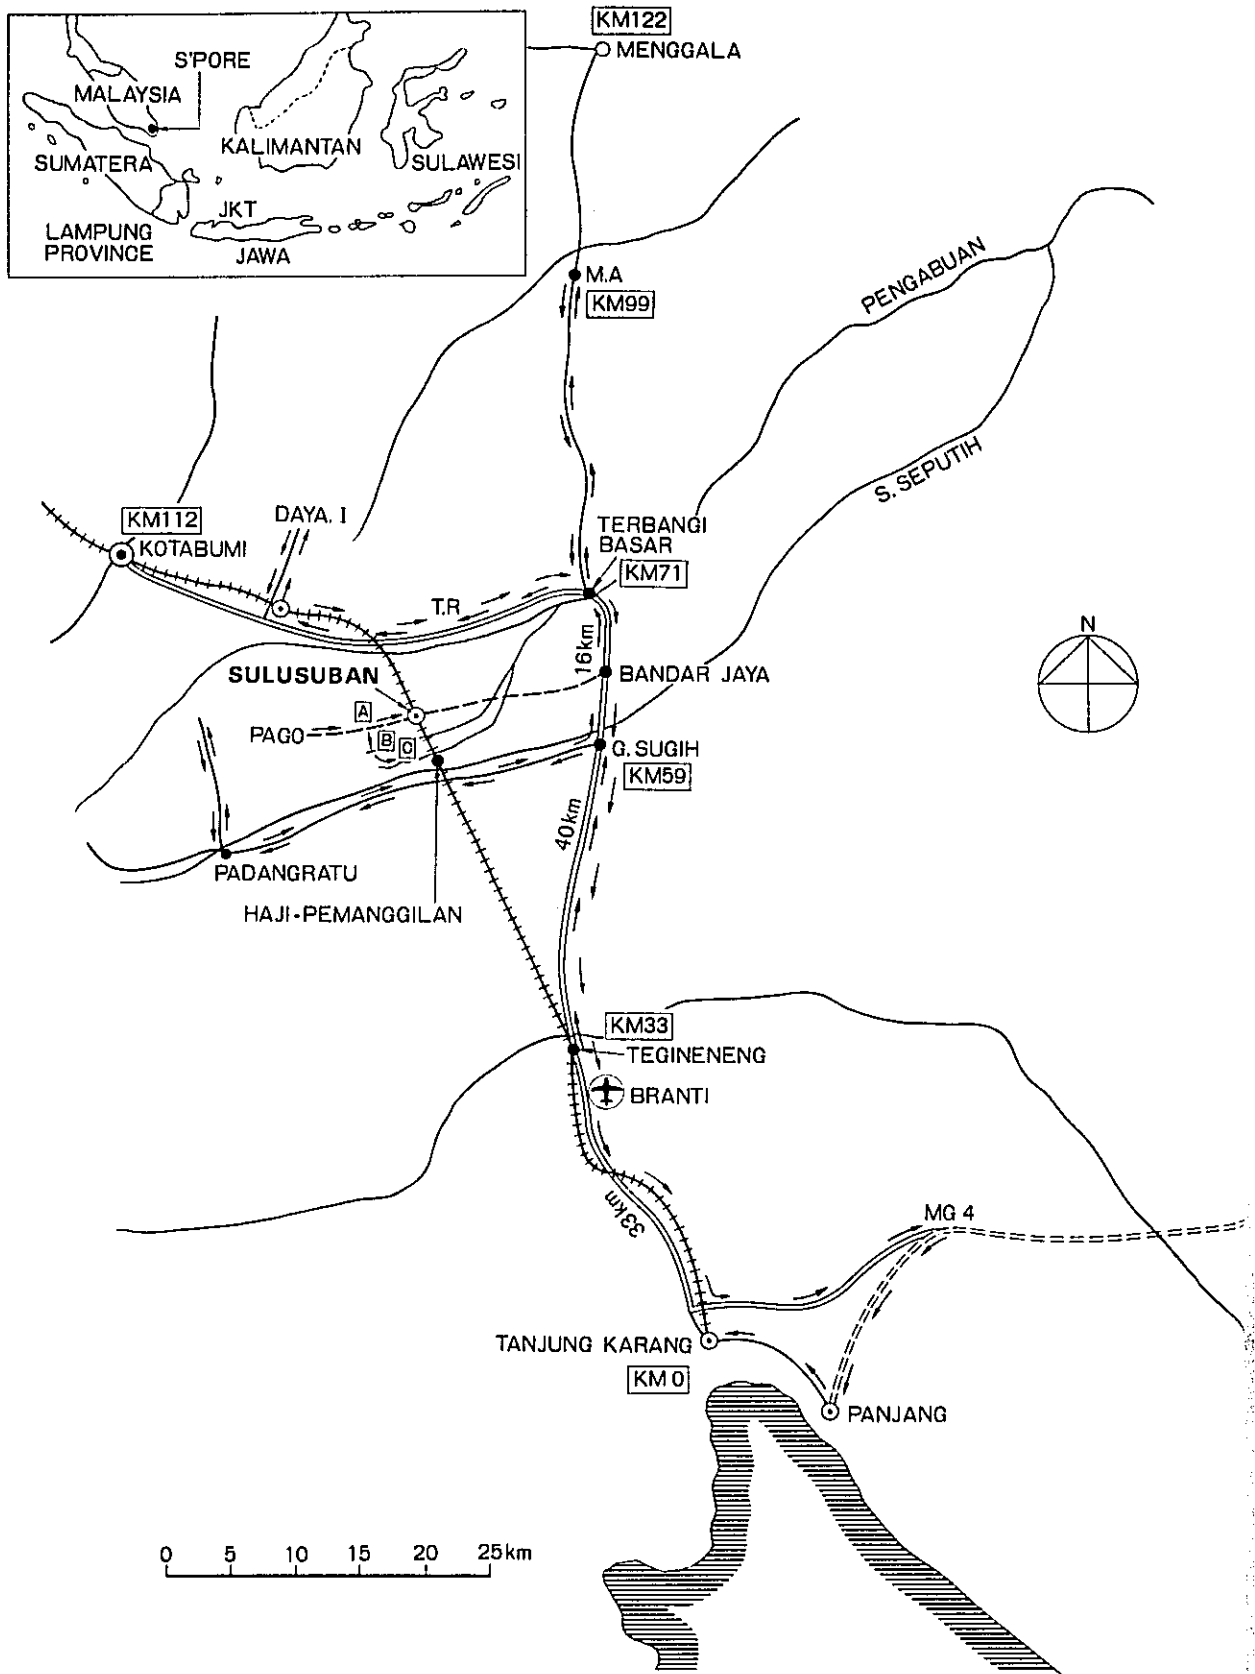 KM122
MENGGALA
S'PORE
MALAYSIA
KALIMANTAN
SUMATERA
SULAWESI
JKT
LAMPUNG
PROVINCE
JAWA
M.A
KM99
PENGABUAN
S. SEPUTIH
KM112
DAYA. I
KOTABUMI
TERBANGI
BASAR
KM71
T.R
N
16km
SULUSUBAN
BANDAR JAYA
A
PAGO
B
C
G. SUGIH
KM59
40km
PADANGRATU
HAJI-PEMANGGILAN
KM33
TEGINENENG
BRANTI
33km
MG 4
TANJUNG KARANG
KM 0
PANJANG
0 5 10 15 20 25km